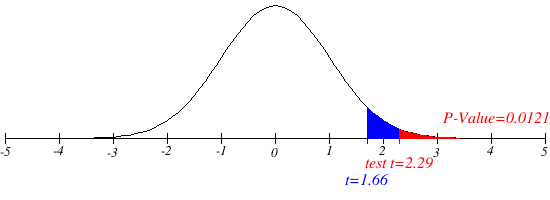 P-Value=0.0121
-5 -4 -3 -2 -1 0 1 2 3 4 5
test t=2.29
t=1.66